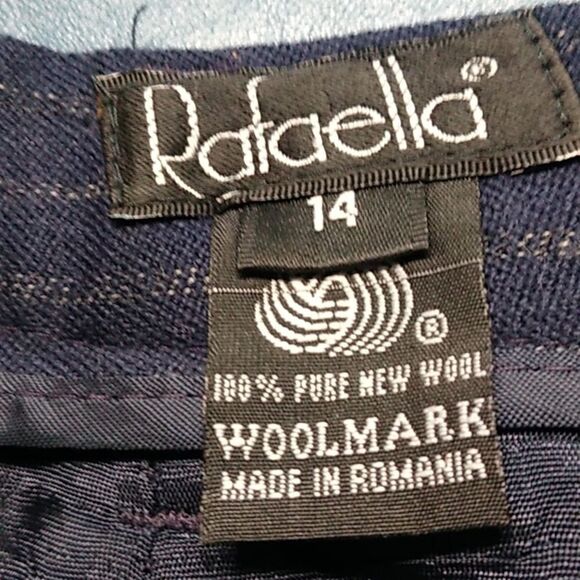 Rafaella®
14
®
100% PURE NEW WOOL
WOOLMARK
MADE IN ROMANIA